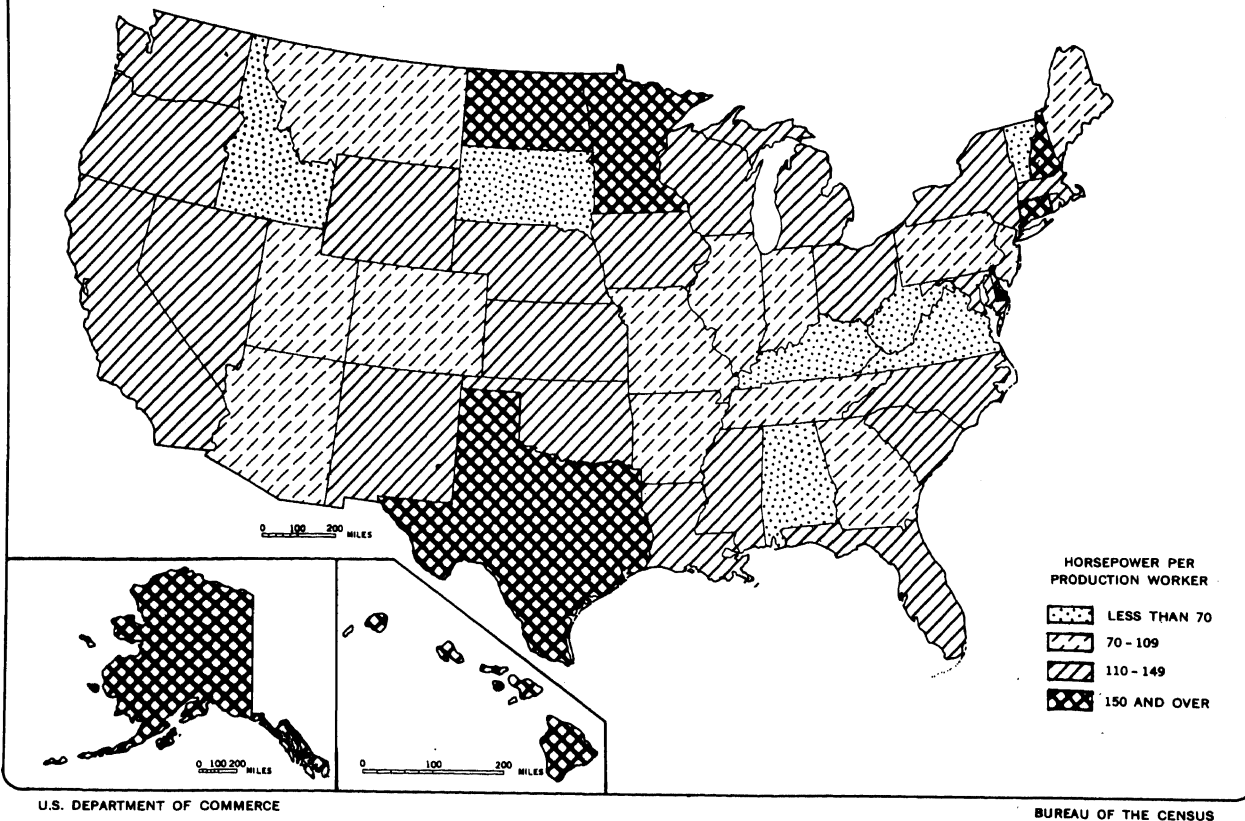 0 100 200 MILES
HORSEPOWER PER
PRODUCTION WORKER
LESS THAN 70
70 - 109
110 - 149
150 AND OVER
0 100 200 MILES
0 100 200 MILES
U.S. DEPARTMENT OF COMMERCE
BUREAU OF THE CENSUS